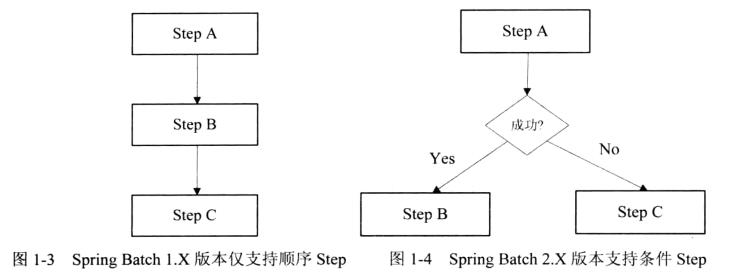 Step A
Step B
Step C
图 1-3 Spring Batch 1.X 版本仅支持顺序 Step
Step A
成功?
Yes
No
Step B
Step C
图 1-4 Spring Batch 2.X 版本支持条件 Step